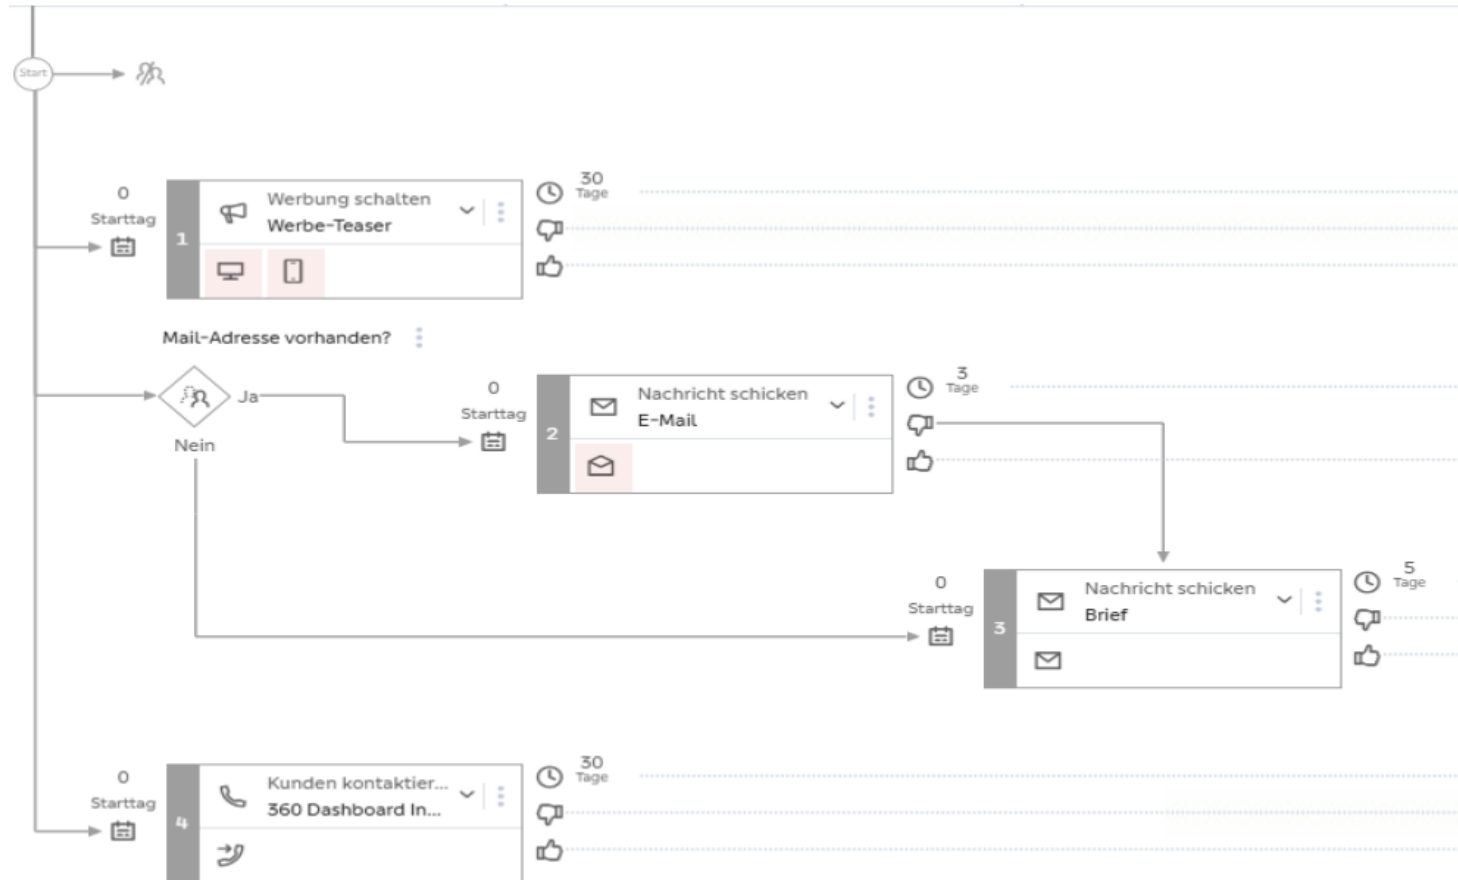 Start
0
Starttag
1
Werbung schalten
Werbe-Teaser
30
Tage
Mail-Adresse vorhanden?
Ja
Nein
0
Starttag
2
Nachricht schicken
E-Mail
3
Tage
0
Starttag
3
Nachricht schicken
Brief
5
Tage
0
Starttag
4
Kunden kontaktier...
360 Dashboard In...
30
Tage